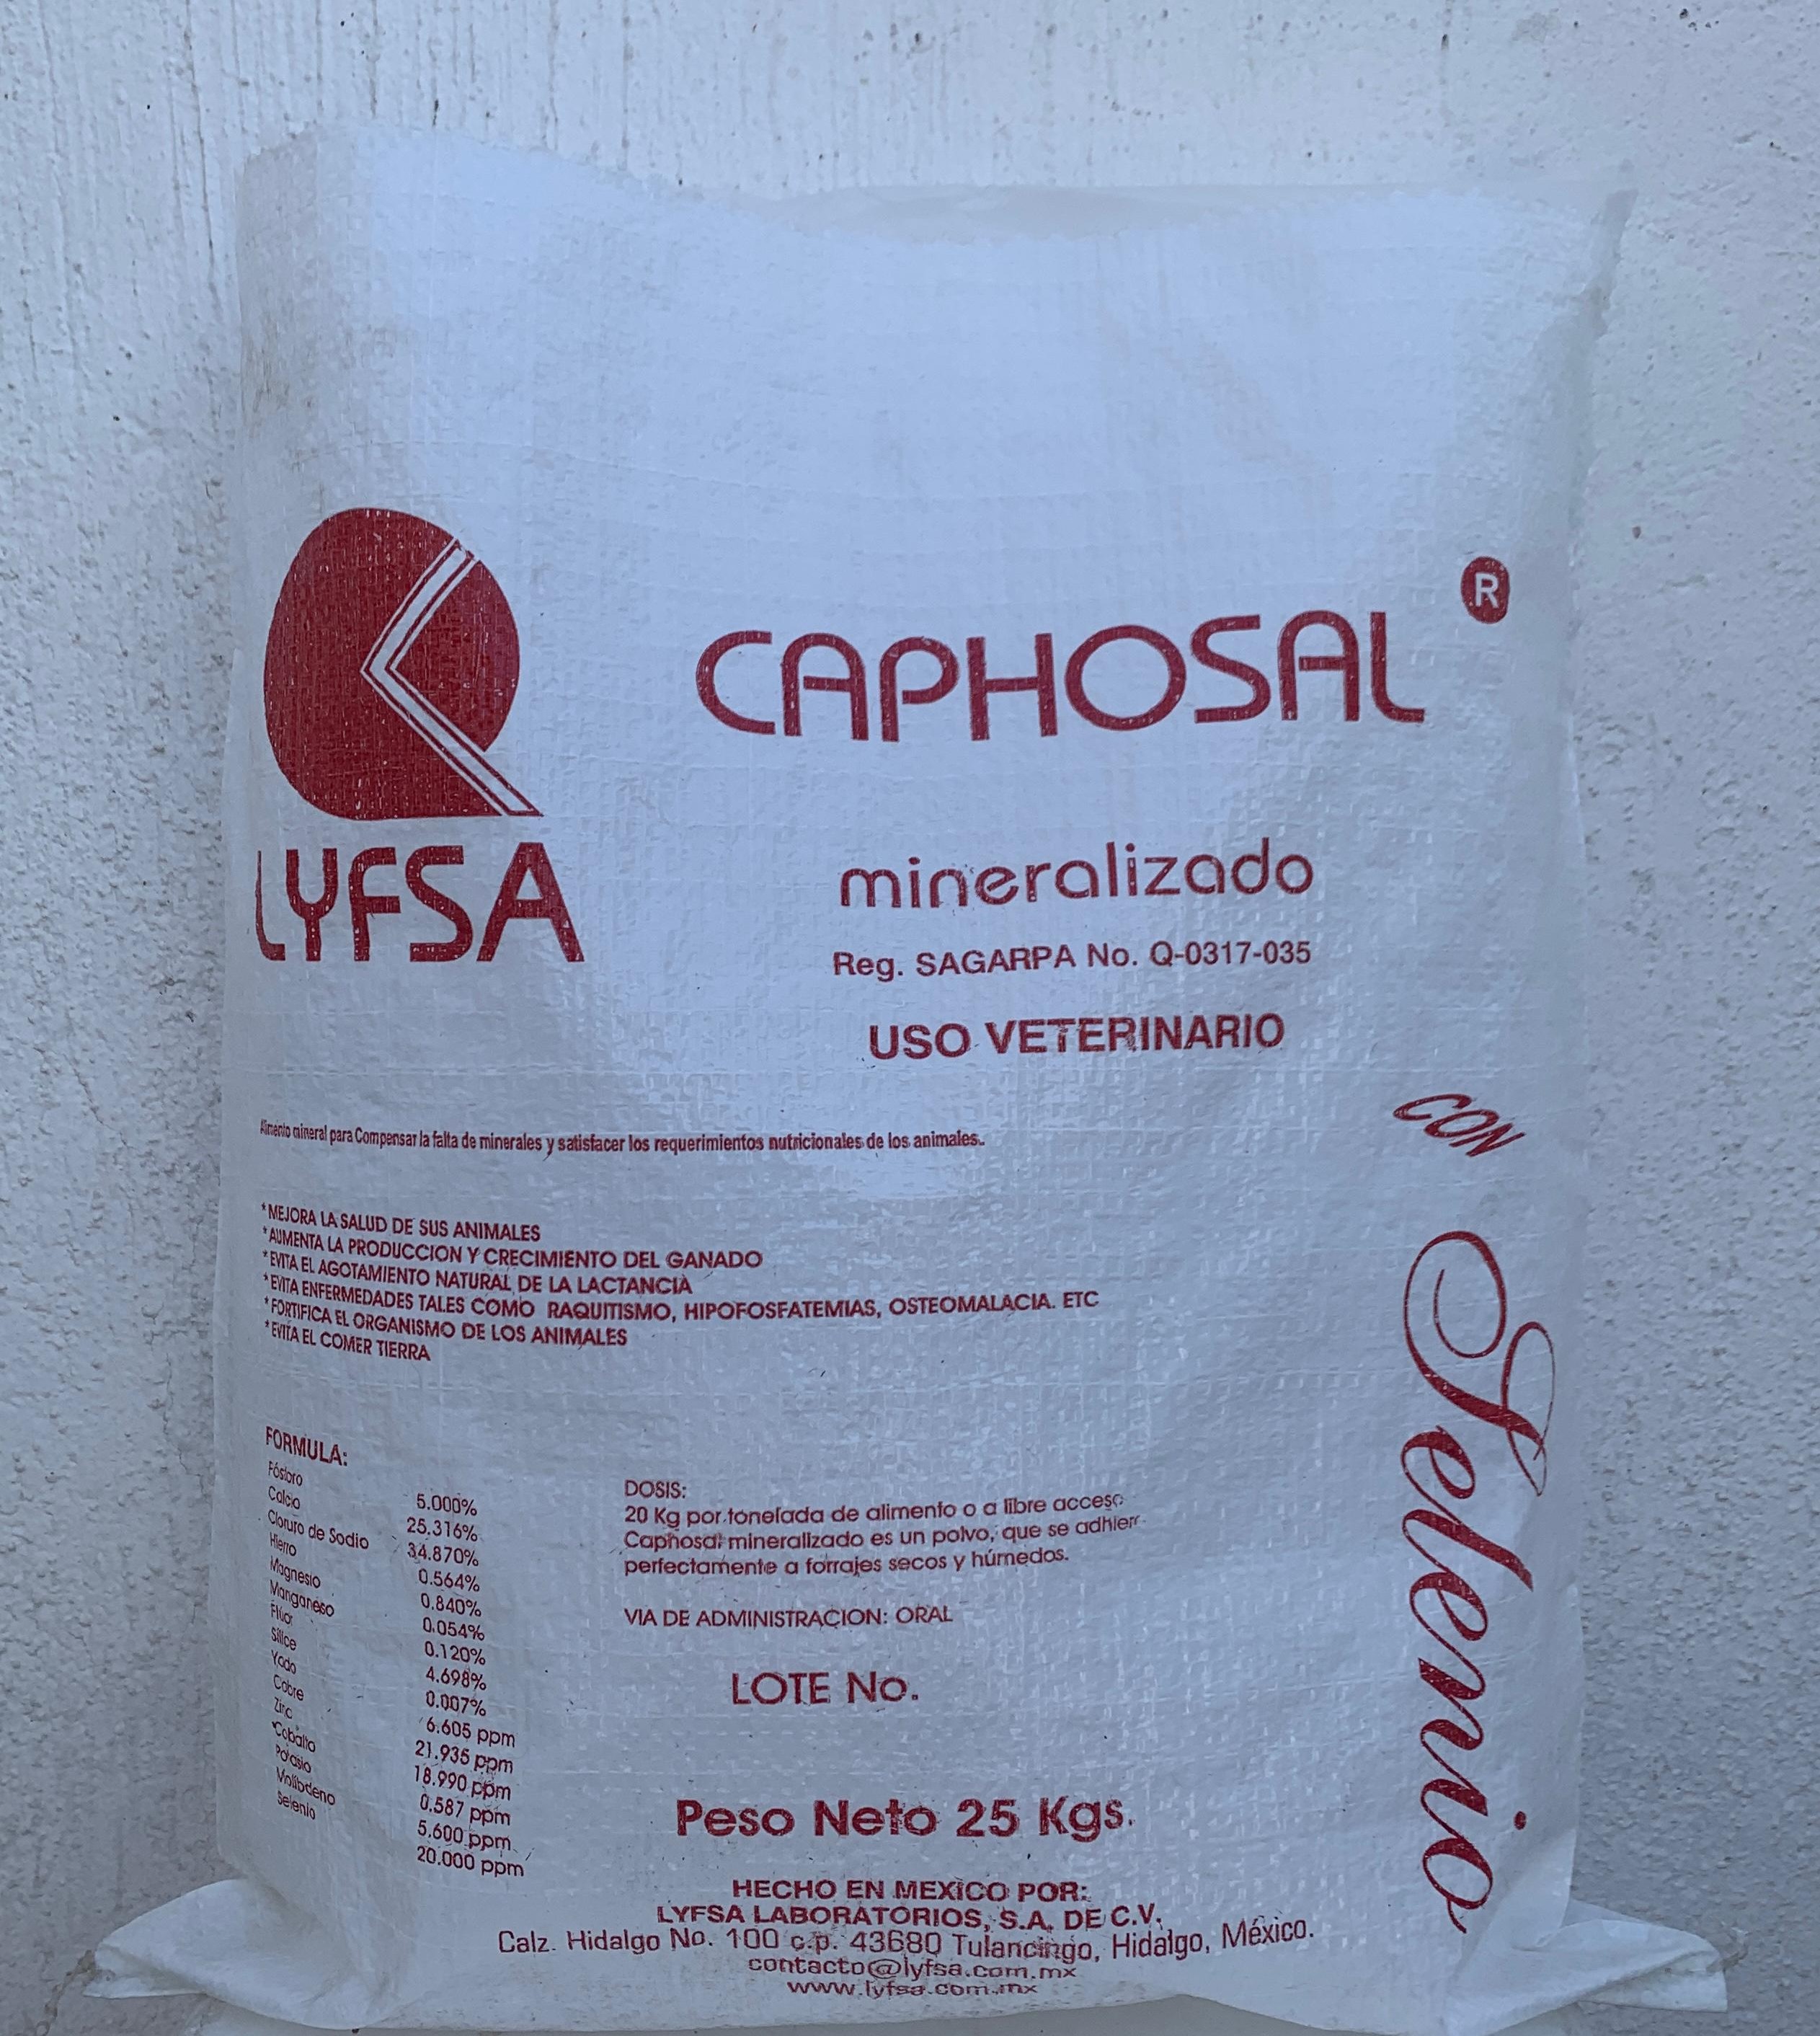 LYFSA
CAPHOSAL ®
mineralizado
Reg. SAGARPA No. Q-0317-035
USO VETERINARIO
CON
Selenio
Alimento mineral para Compensar la falta de minerales y satisfacer los requerimientos nutricionales de los animales.
*MEJORA LA SALUD DE SUS ANIMALES
*AUMENTA LA PRODUCCION Y CRECIMIENTO DEL GANADO
*EVITA EL AGOTAMIENTO NATURAL DE LA LACTANCIA
*EVITA ENFERMEDADES TALES COMO RAQUITISMO, HIPOFOSFATEMIAS, OSTEOMALACIA. ETC
*FORTIFICA EL ORGANISMO DE LOS ANIMALES
*EVITA EL COMER TIERRA
FORMULA:
Fósforo 5.000%
Calcio 25.316%
Cloruro de Sodio 34.870%
Hierro 0.564%
Magnesio 0.840%
Manganeso 0.054%
Flúor 0.120%
Sílice 4.698%
Yodo 0.007%
Cobre 6.605 ppm
Zinc 21.935 ppm
Cobalto 18.990 ppm
Potasio 0.587 ppm
Molibdeno 5.600 ppm
Selenio 20.000 ppm
DOSIS:
20 Kg por tonelada de alimento o a libre acceso
Caphosal mineralizado es un polvo, que se adhier
perfectamente a forrajes secos y húmedos.
VIA DE ADMINISTRACION: ORAL
LOTE No.
Peso Neto 25 Kgs.
HECHO EN MEXICO POR:
LYFSA LABORATORIOS, S.A. DE C.V.
Calz. Hidalgo No. 100 c.p. 43680 Tulancingo, Hidalgo, México.
contacto@lyfsa.com.mx
www.lyfsa.com.mx